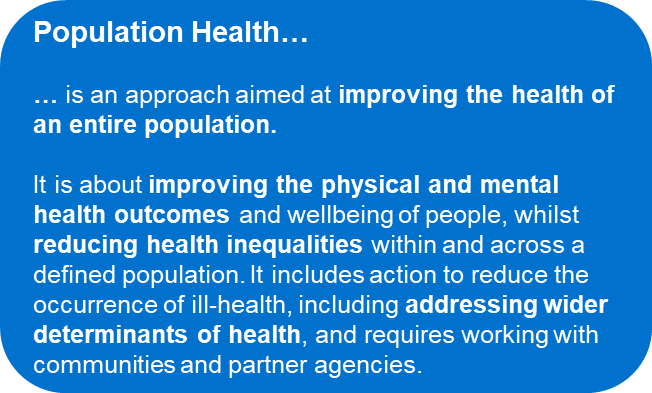 Population Health…
… is an approach aimed at improving the health of
an entire population.
It is about improving the physical and mental
health outcomes and wellbeing of people, whilst
reducing health inequalities within and across a
defined population. It includes action to reduce the
occurrence of ill-health, including addressing wider
determinants of health, and requires working with
communities and partner agencies.